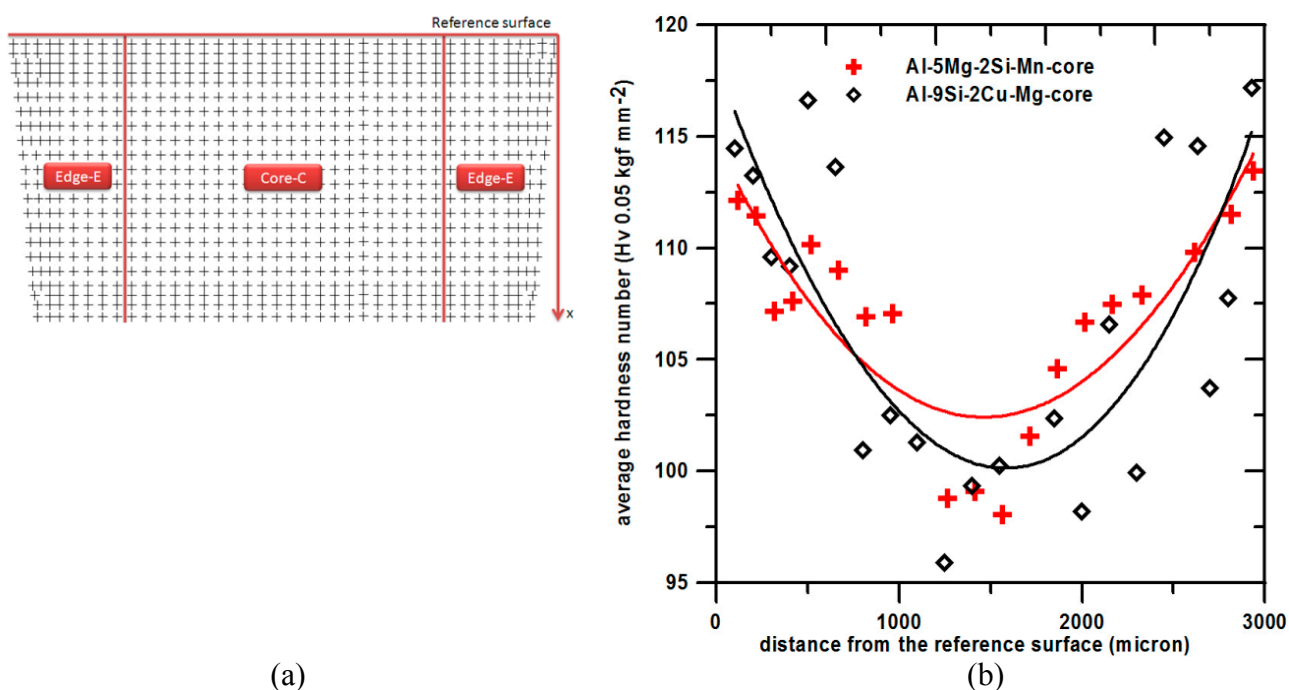 Reference surface
Edge-E
Core-C
Edge-E
x
(a)
120
115
110
105
100
95
average hardness number (Hv 0.05 kgf mm-2)
Al-5Mg-2Si-Mn-core
Al-9Si-2Cu-Mg-core
0
1000
2000
3000
distance from the reference surface (micron)
(b)